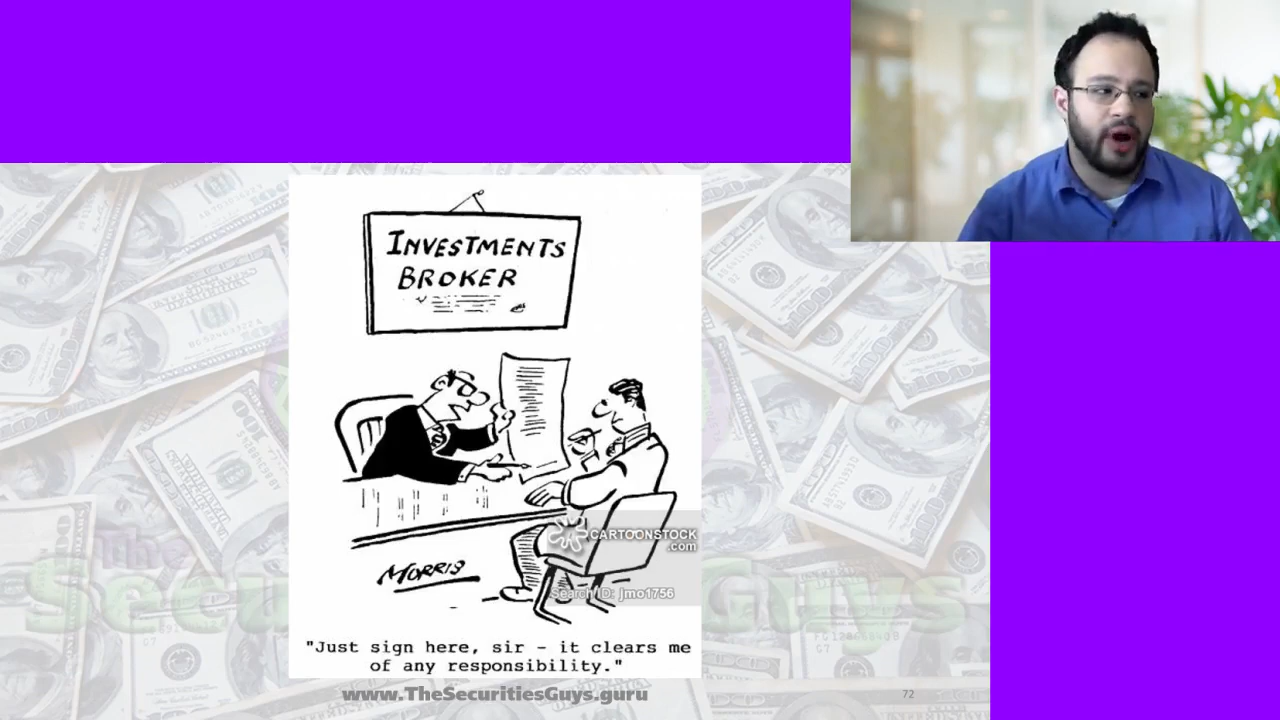 INVESTMENTS
BROKER
MORRIS
CARTOONSTOCK
.com
Search ID: jmo1756
"Just sign here, sir - it clears me
of any responsibility."
www.TheSecuritiesGuys.guru
72